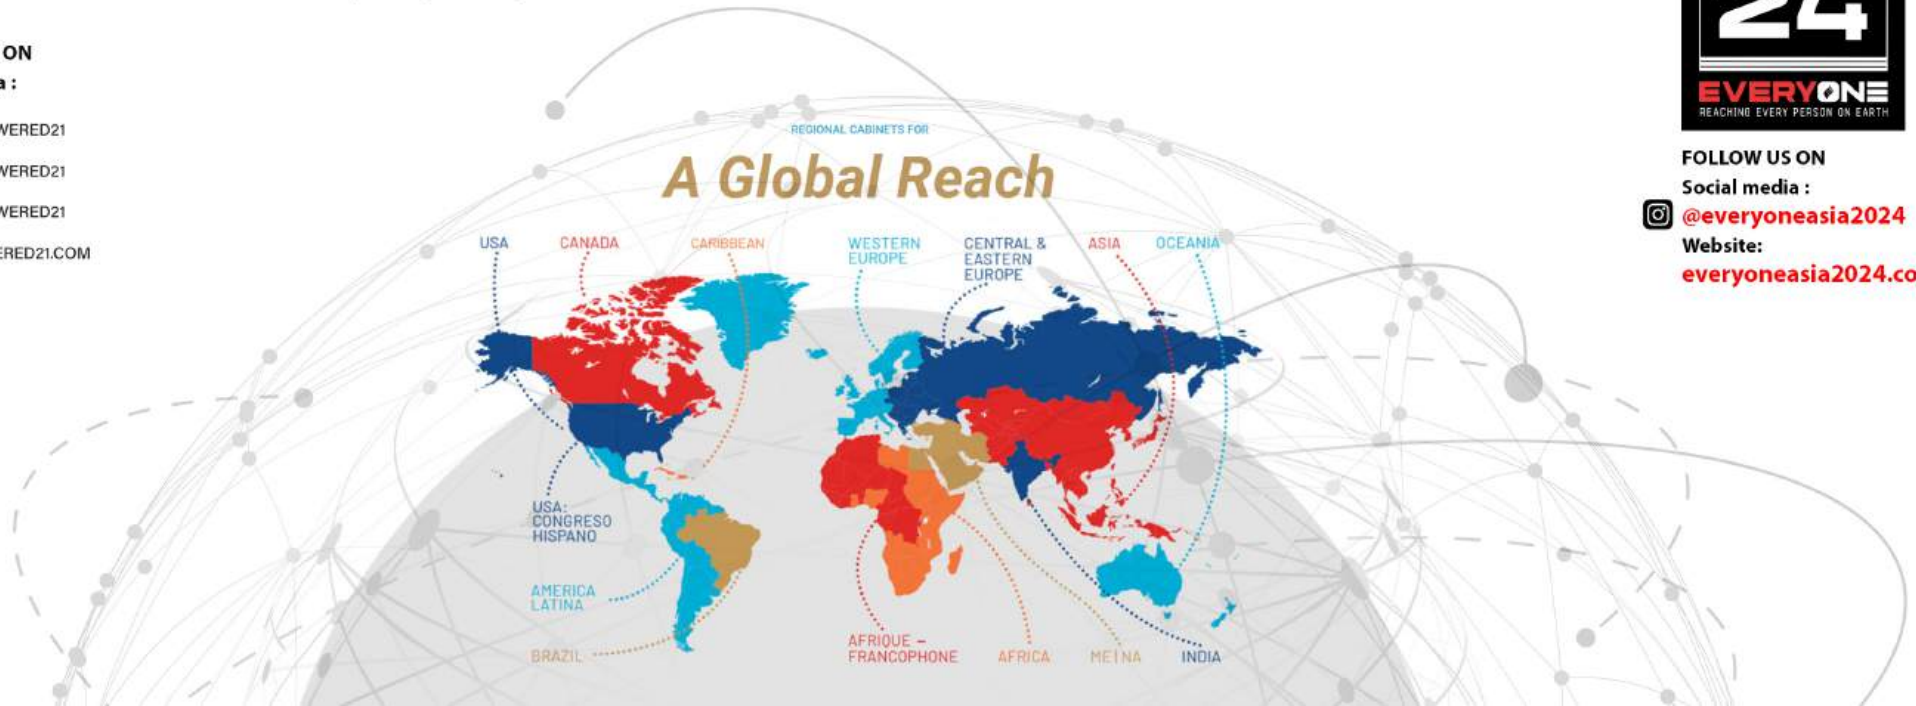 ON
a :
WERED21
WERED21
WERED21
ERED21.COM
REGIONAL CABINETS FOR
A Global Reach
USA
CANADA
CARIBBEAN
WESTERN
EUROPE
CENTRAL &
EASTERN
EUROPE
ASIA
OCEANIA
USA:
CONGRESO
HISPANO
AMERICA
LATINA
BRAZIL
AFRIQUE –
FRANCOPHONE
AFRICA
ME|NA
INDIA
24
EVERYONE
REACHING EVERY PERSON ON EARTH
FOLLOW US ON
Social media :
@everyoneasia2024
Website:
everyoneasia2024.co